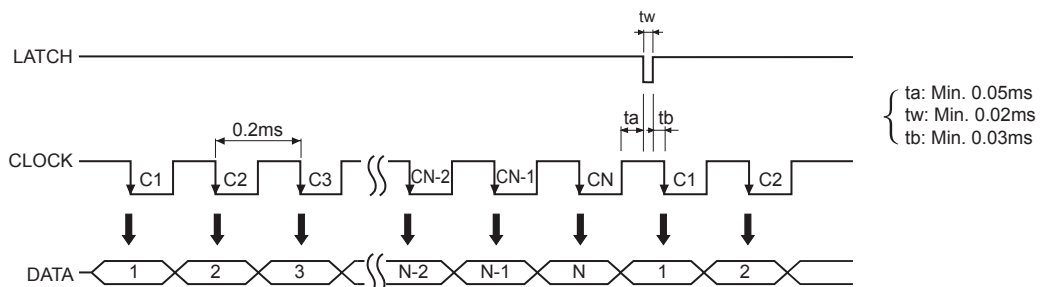 tw
LATCH
ta: Min. 0.05ms
tw: Min. 0.02ms
tb: Min. 0.03ms
ta tb
0.2ms
CLOCK C1 C2 C3 CN-2 CN-1 CN C1 C2
DATA 1 2 3 N-2 N-1 N 1 2